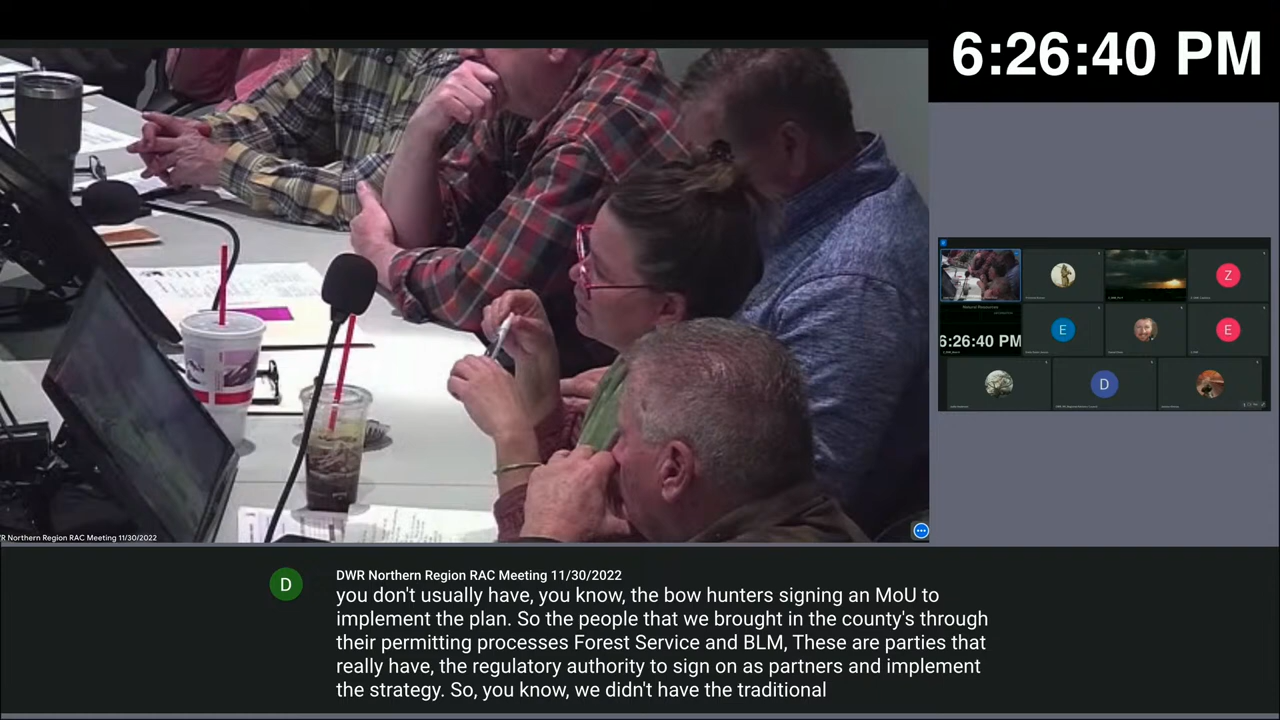 6:26:40 PM
Z
6:26:40 PM
E
E
D
R Northern Region RAC Meeting 11/30/2022
D
DWR Northern Region RAC Meeting 11/30/2022
you don't usually have, you know, the bow hunters signing an MoU to
implement the plan. So the people that we brought in the county's through
their permitting processes Forest Service and BLM, These are parties that
really have, the regulatory authority to sign on as partners and implement
the strategy. So, you know, we didn't have the traditional